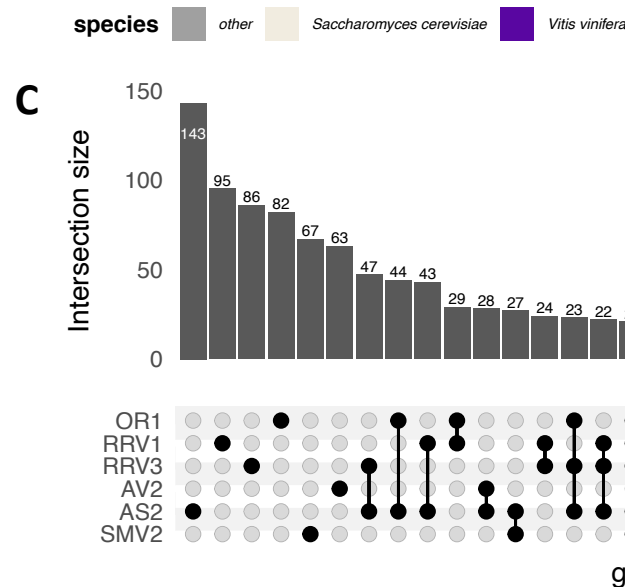 species other Saccharomyces cerevisiae Vitis vinifera
C
Intersection size
150
100
50
0
143 95 86 82 67 63 47 44 43 29 28 27 24 23 22
OR1
RRV1
RRV3
AV2
AS2
SMV2
g